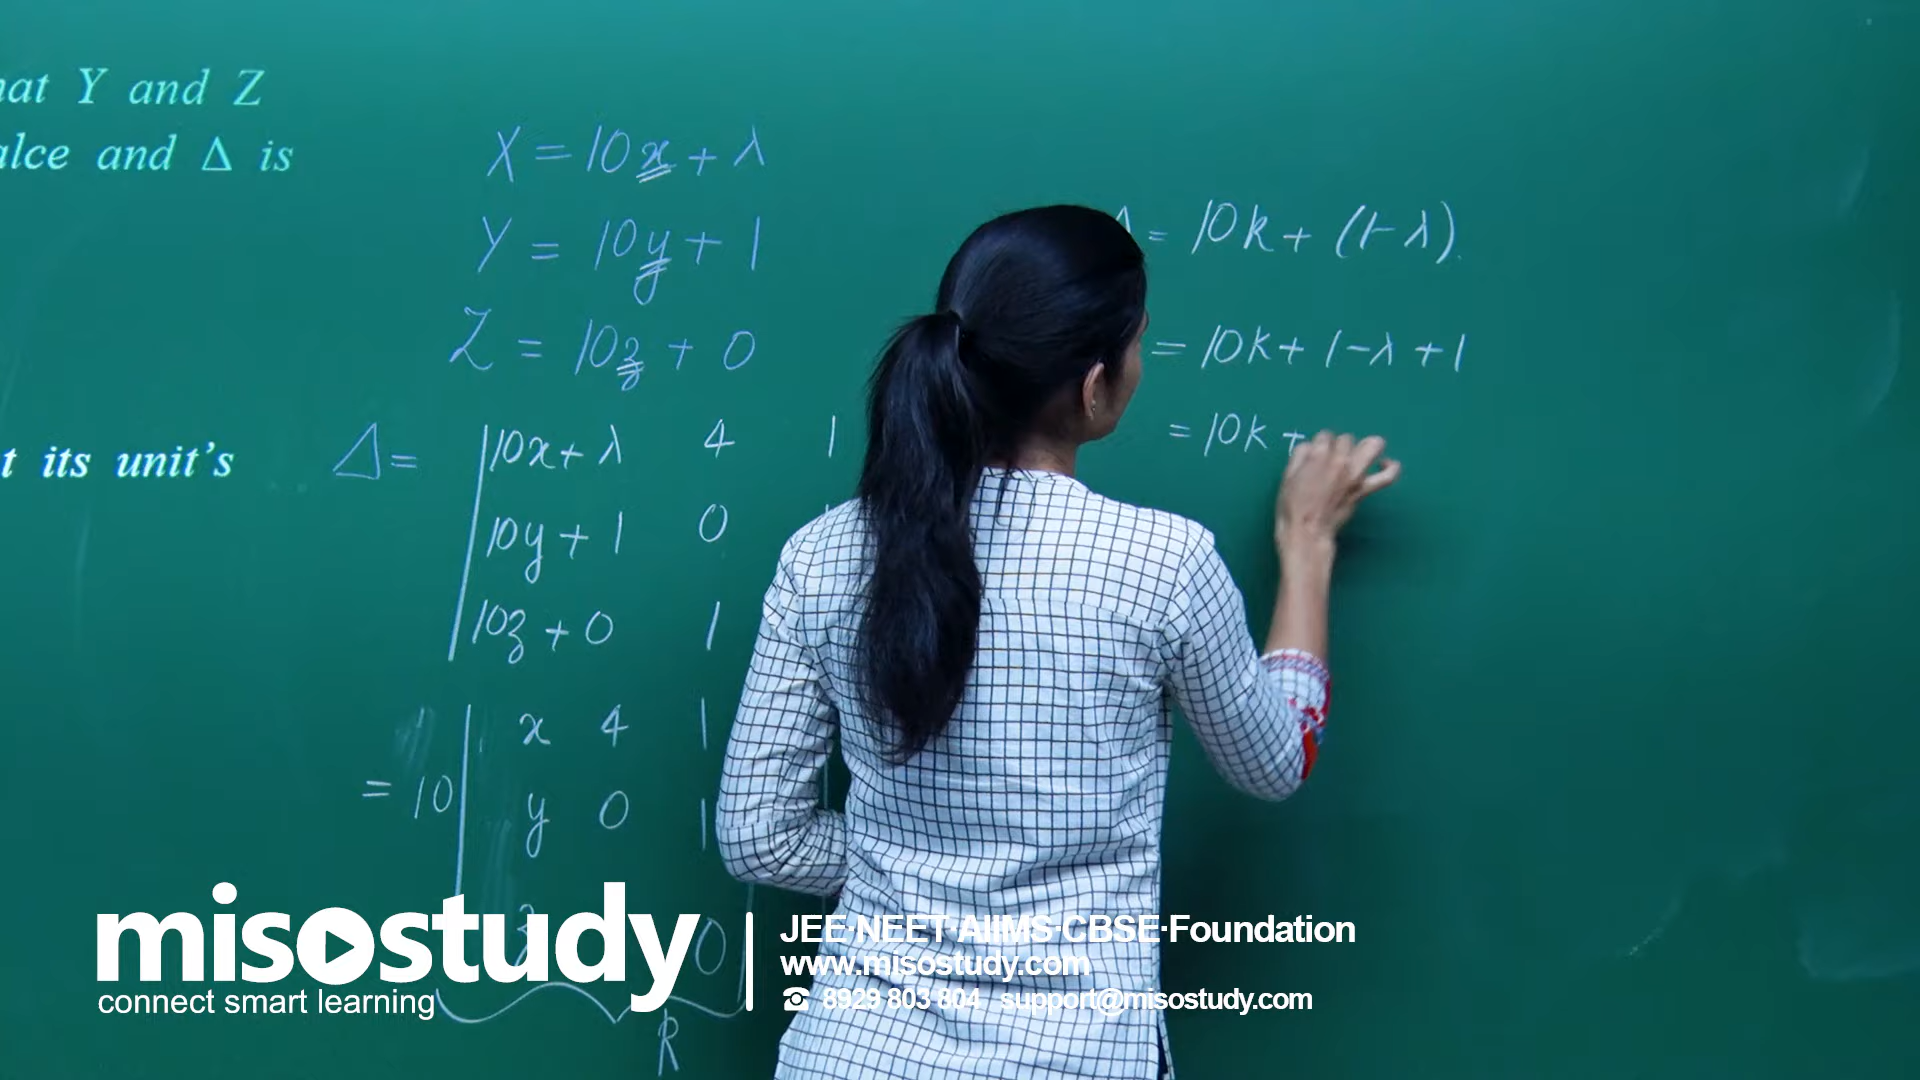 at Y and Z
alce and Δ is
t its unit's
X = 10x + λ
Y = 10y + 1
Z = 10z + 0
Δ = |10x + λ 4 1
|10y + 1 0
|10z + 0 1
= 10 | x 4 1
y 0 1
0
R
= 10k + (1-λ).
= 10k + 1-λ + 1
= 10k +
misostudy
connect smart learning
JEE·NEET·AIIMS·CBSE·Foundation
www.misostudy.com
☎ 8929 803 804 support@misostudy.com